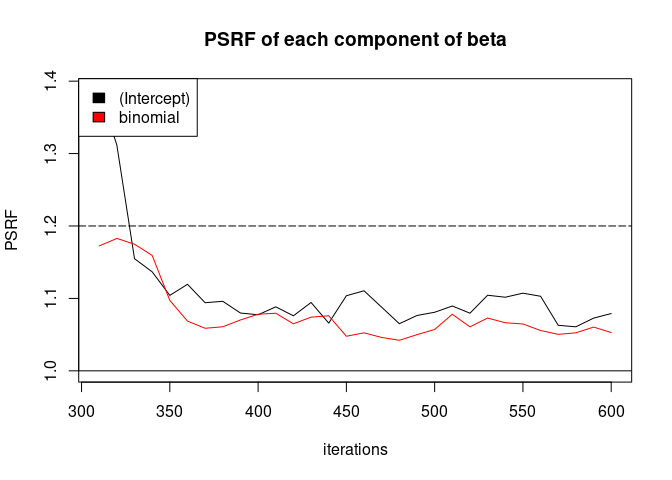 PSRF of each component of beta
(Intercept)
binomial
PSRF
1.4
1.3
1.2
1.1
1.0
300 350 400 450 500 550 600
iterations